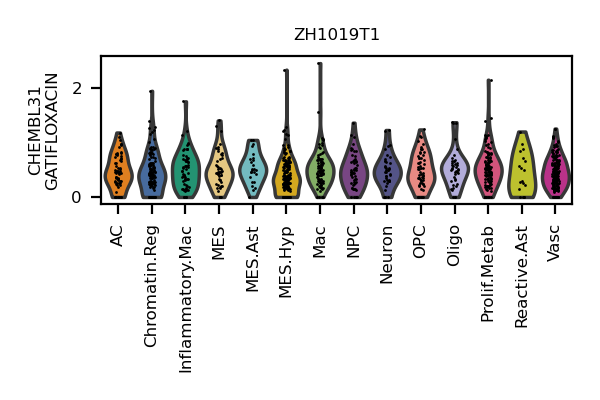 ZH1019T1
CHEMBL31
GATIFLOXACIN
2
0
AC
Chromatin.Reg
Inflammatory.Mac
MES
MES.Ast
MES.Hyp
Mac
NPC
Neuron
OPC
Oligo
Prolif.Metab
Reactive.Ast
Vasc